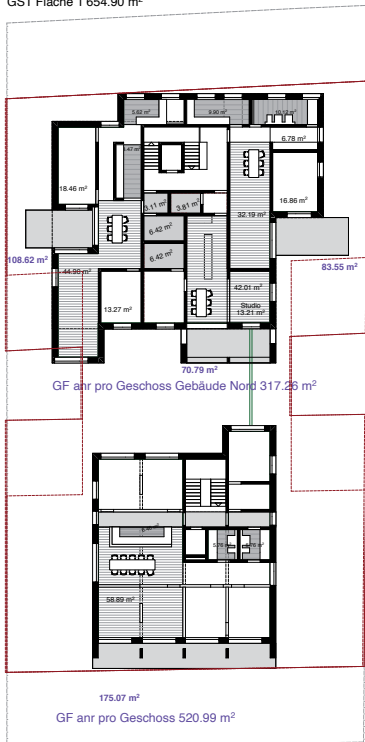 GST Fläche 1 654.90 m²
5.62 m²
9.90 m²
10.12 m²
6.78 m²
18.46 m²
16.86 m²
3.11 m²
3.81 m²
32.19 m²
6.42 m²
6.42 m²
108.62 m²
83.55 m²
44.98 m²
42.01 m²
Studio
13.21 m²
13.27 m²
70.79 m²
GF anr pro Geschoss Gebäude Nord 317.26 m²
58.89 m²
175.07 m²
GF anr pro Geschoss 520.99 m²